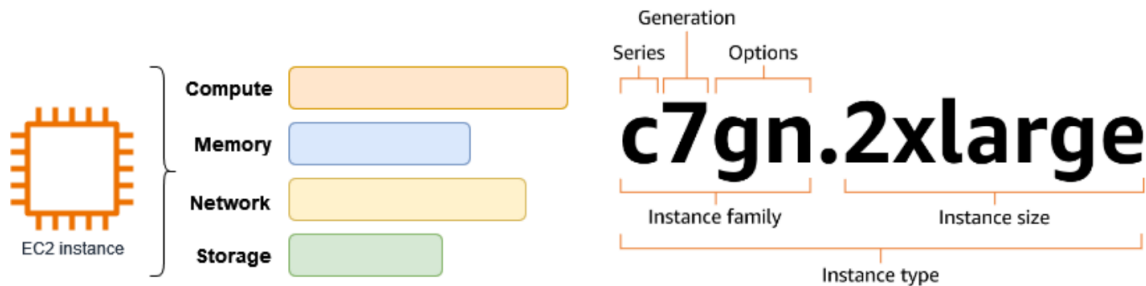 Compute
Memory
Network
Storage
EC2 instance
Generation
Series
Options
c7gn.2xlarge
Instance family
Instance size
Instance type